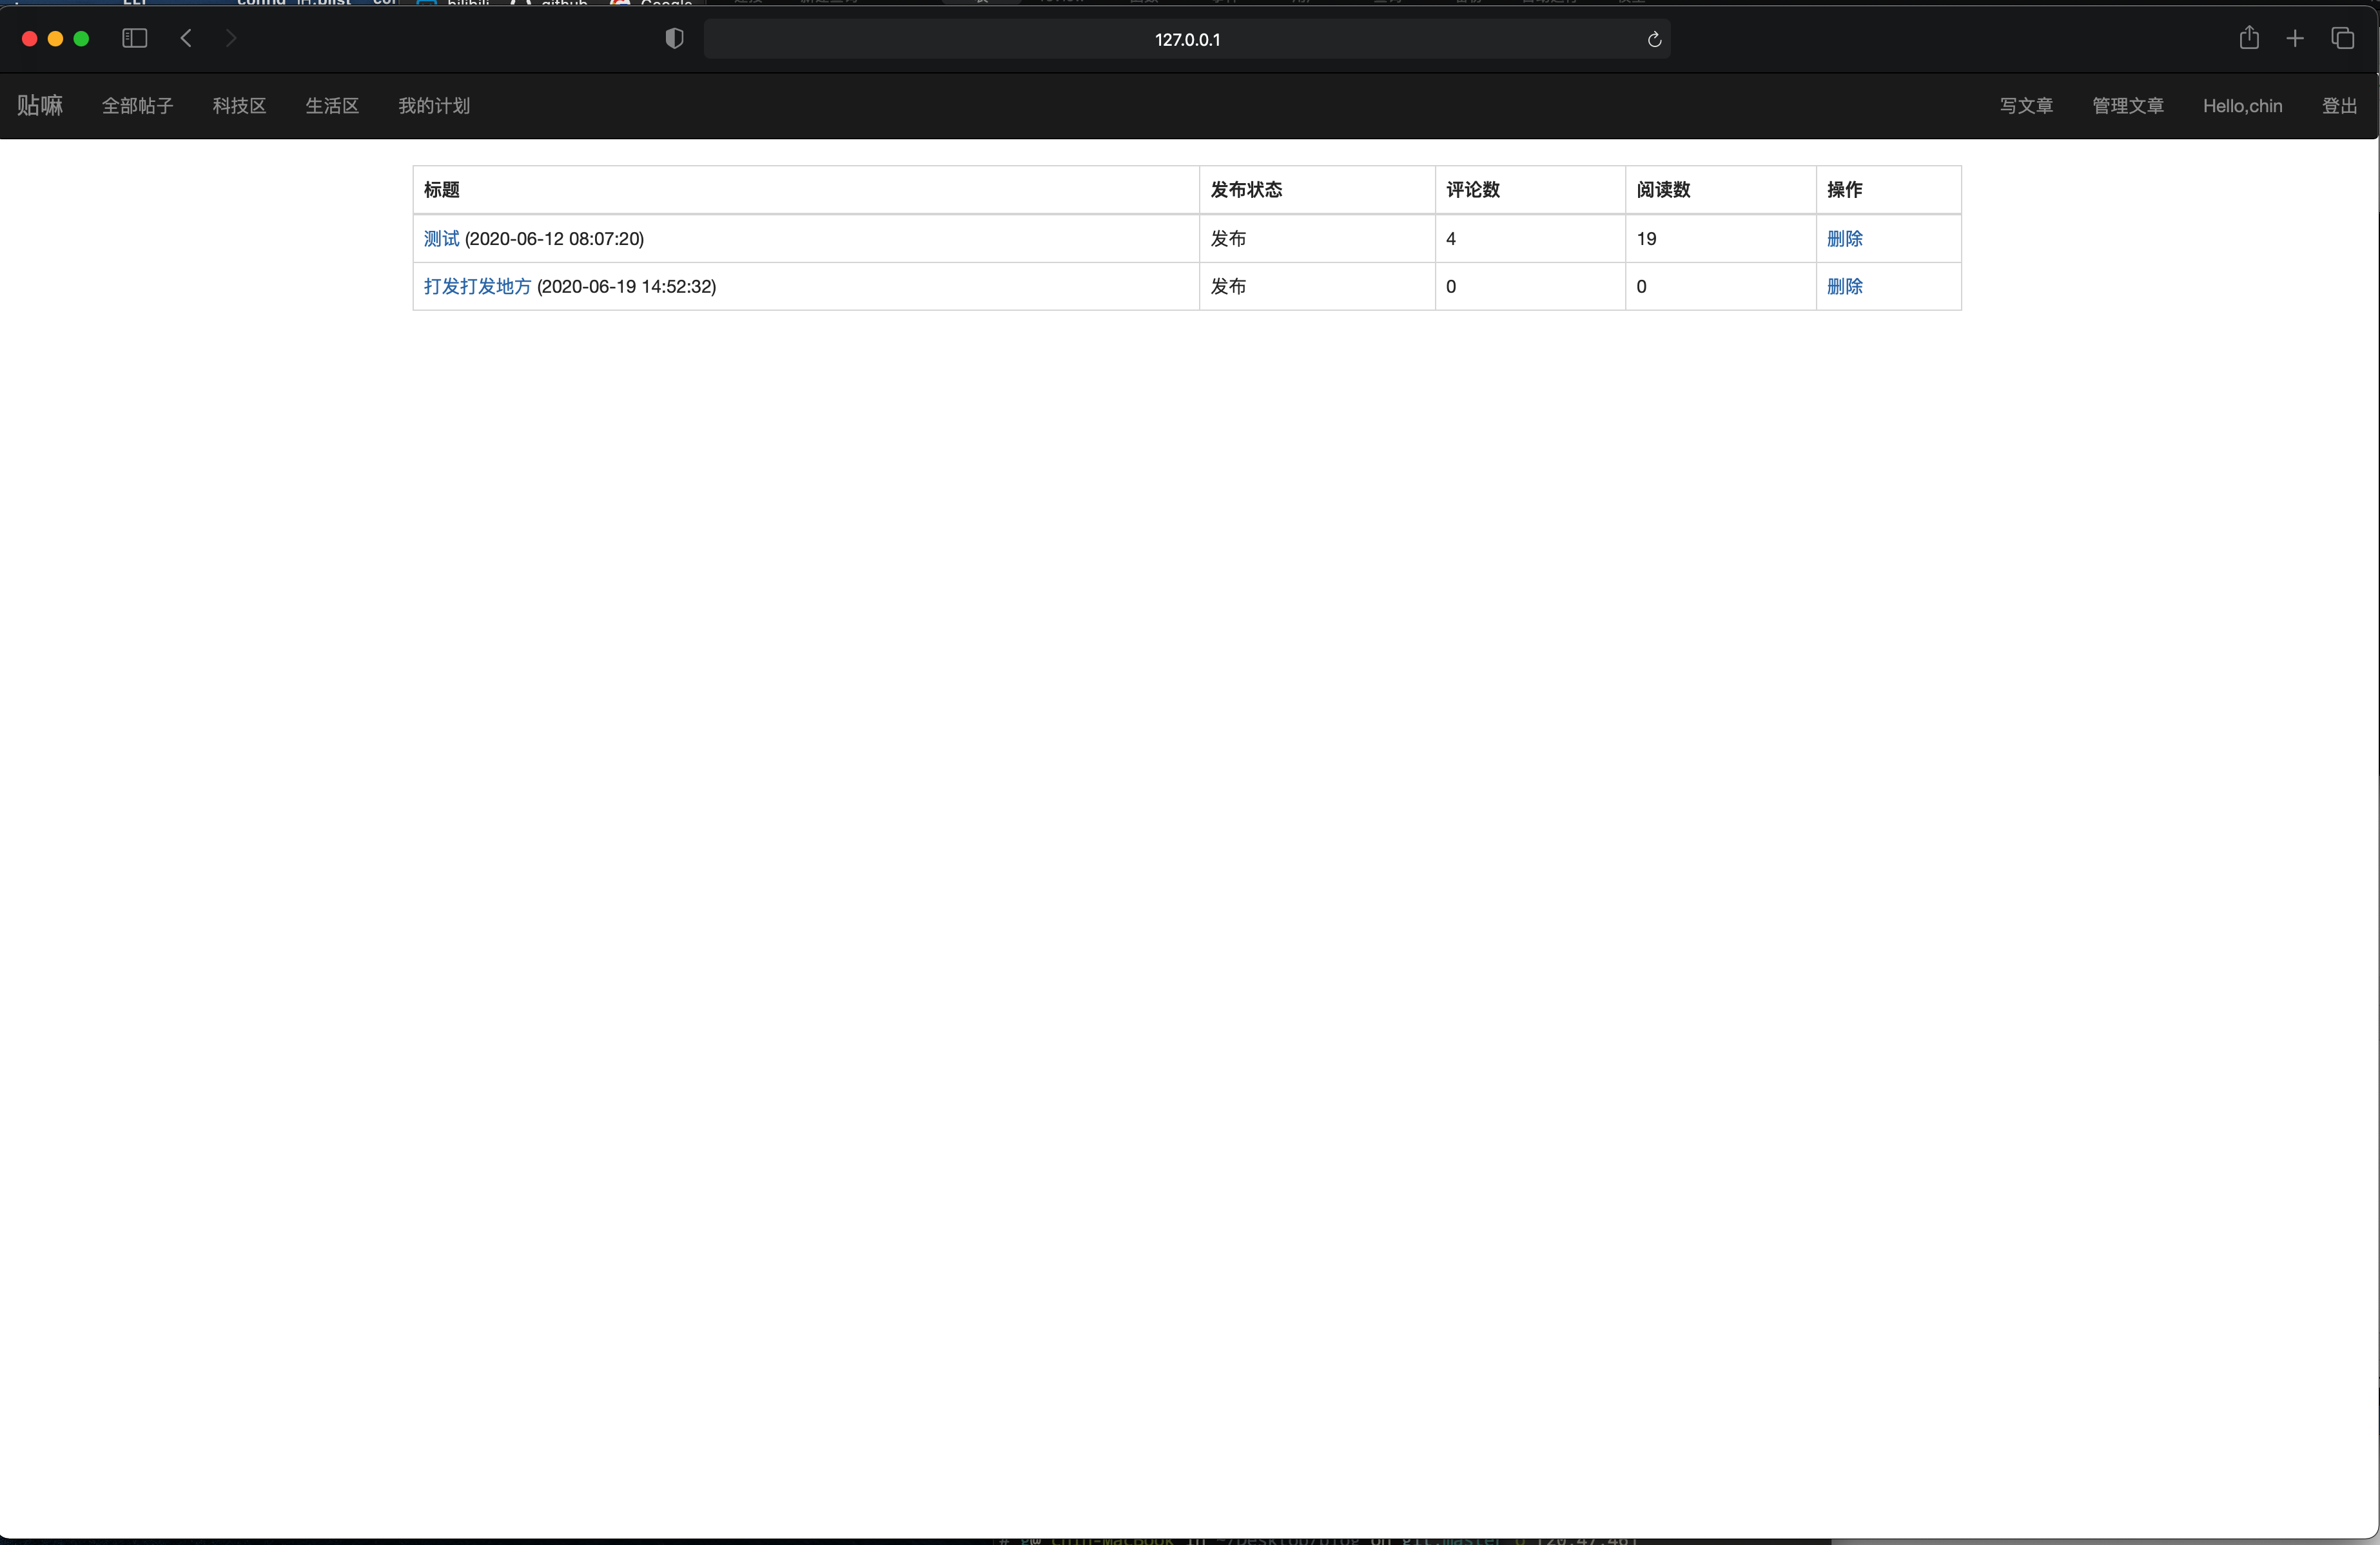 127.0.0.1
贴嘛 全部帖子 科技区 生活区 我的计划 写文章 管理文章 Hello,chin 登出
标题 发布状态 评论数 阅读数 操作
测试 (2020-06-12 08:07:20) 发布 4 19 删除
打发打发地方 (2020-06-19 14:52:32) 发布 0 0 删除